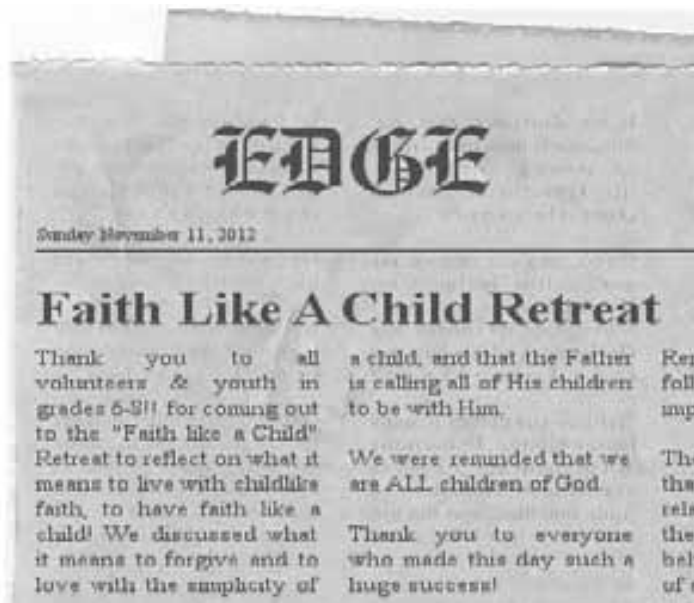 EDGE
Sunday November 11, 2012
Faith Like A Child Retreat
Thank you to all
volunteers & youth in
grades 6-8!! for coming out
to the "Faith like a Child"
Retreat to reflect on what it
means to live with childlike
faith, to have faith like a
child! We discussed what
it means to forgive and to
love with the simplicity of
a child, and that the Father
is calling all of His children
to be with Him.
We were reminded that we
are ALL children of God.
Thank you to everyone
who made this day such a
huge success!